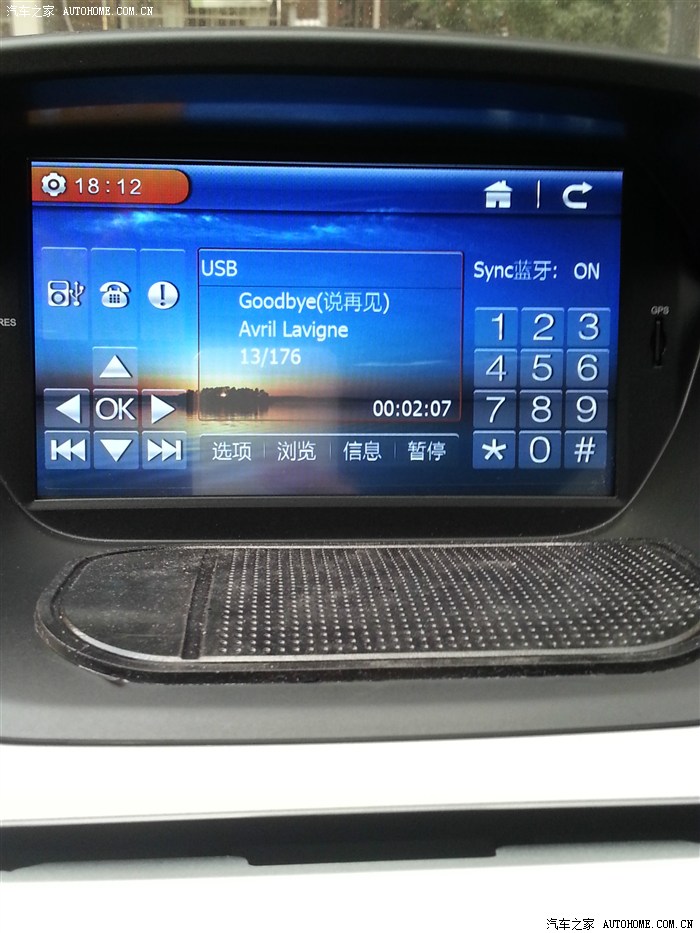 汽车之家 AUTOHOME.COM.CN
18:12
USB
Sync蓝牙: ON
Goodbye(说再见)
Avril Lavigne
13/176
00:02:07
OK
选项 浏览 信息 暂停
1 2 3
4 5 6
7 8 9
* 0 #
RES
GPS
汽车之家 AUTOHOME.COM.CN